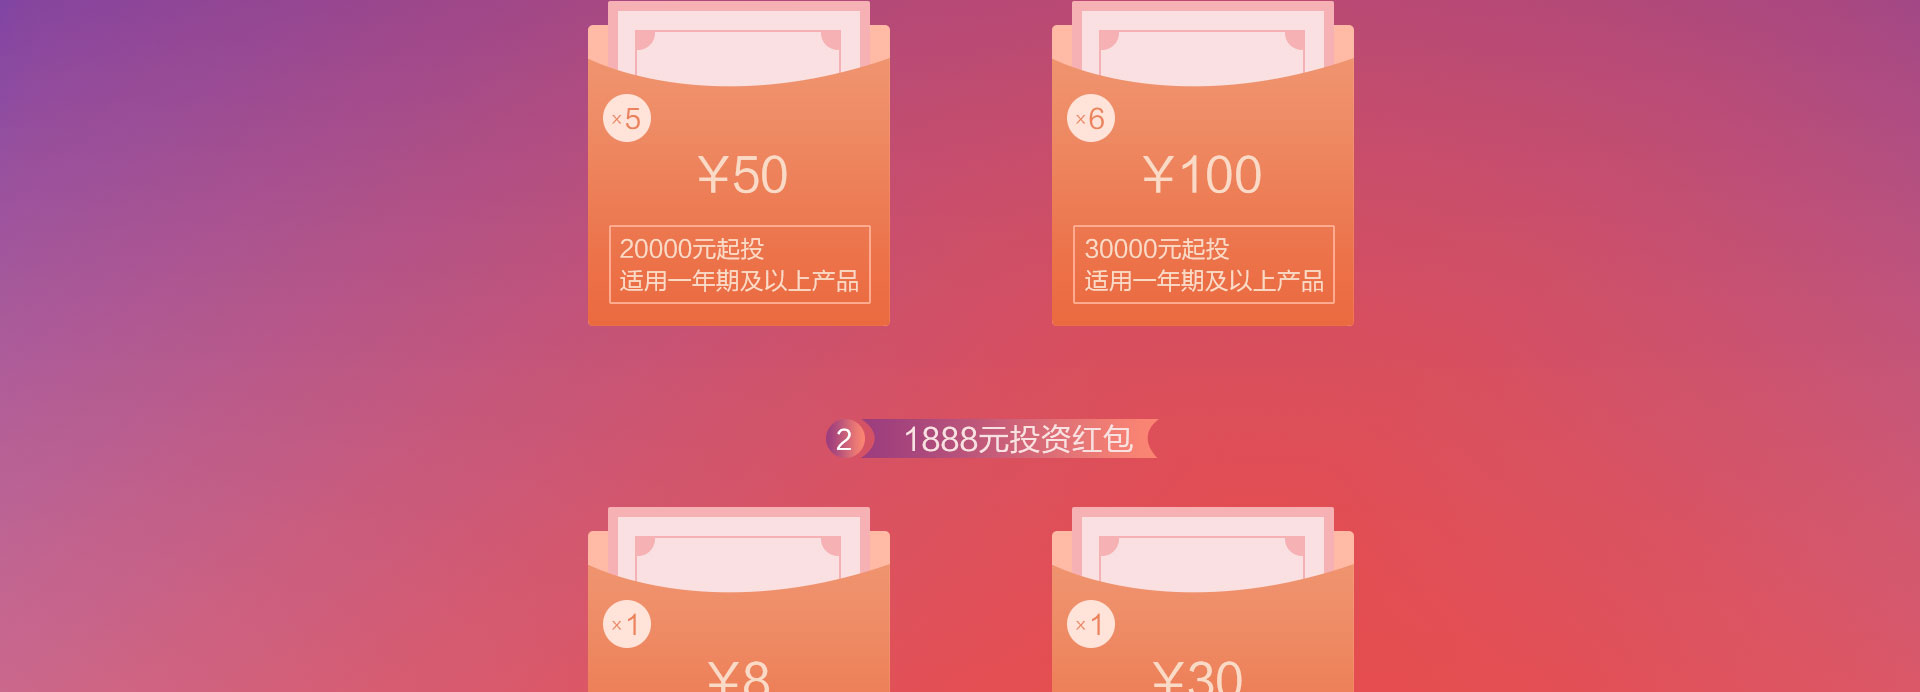 ×5
¥50
20000元起投
适用一年期及以上产品
×6
¥100
30000元起投
适用一年期及以上产品
2 1888元投资红包
×1
¥8
×1
¥30